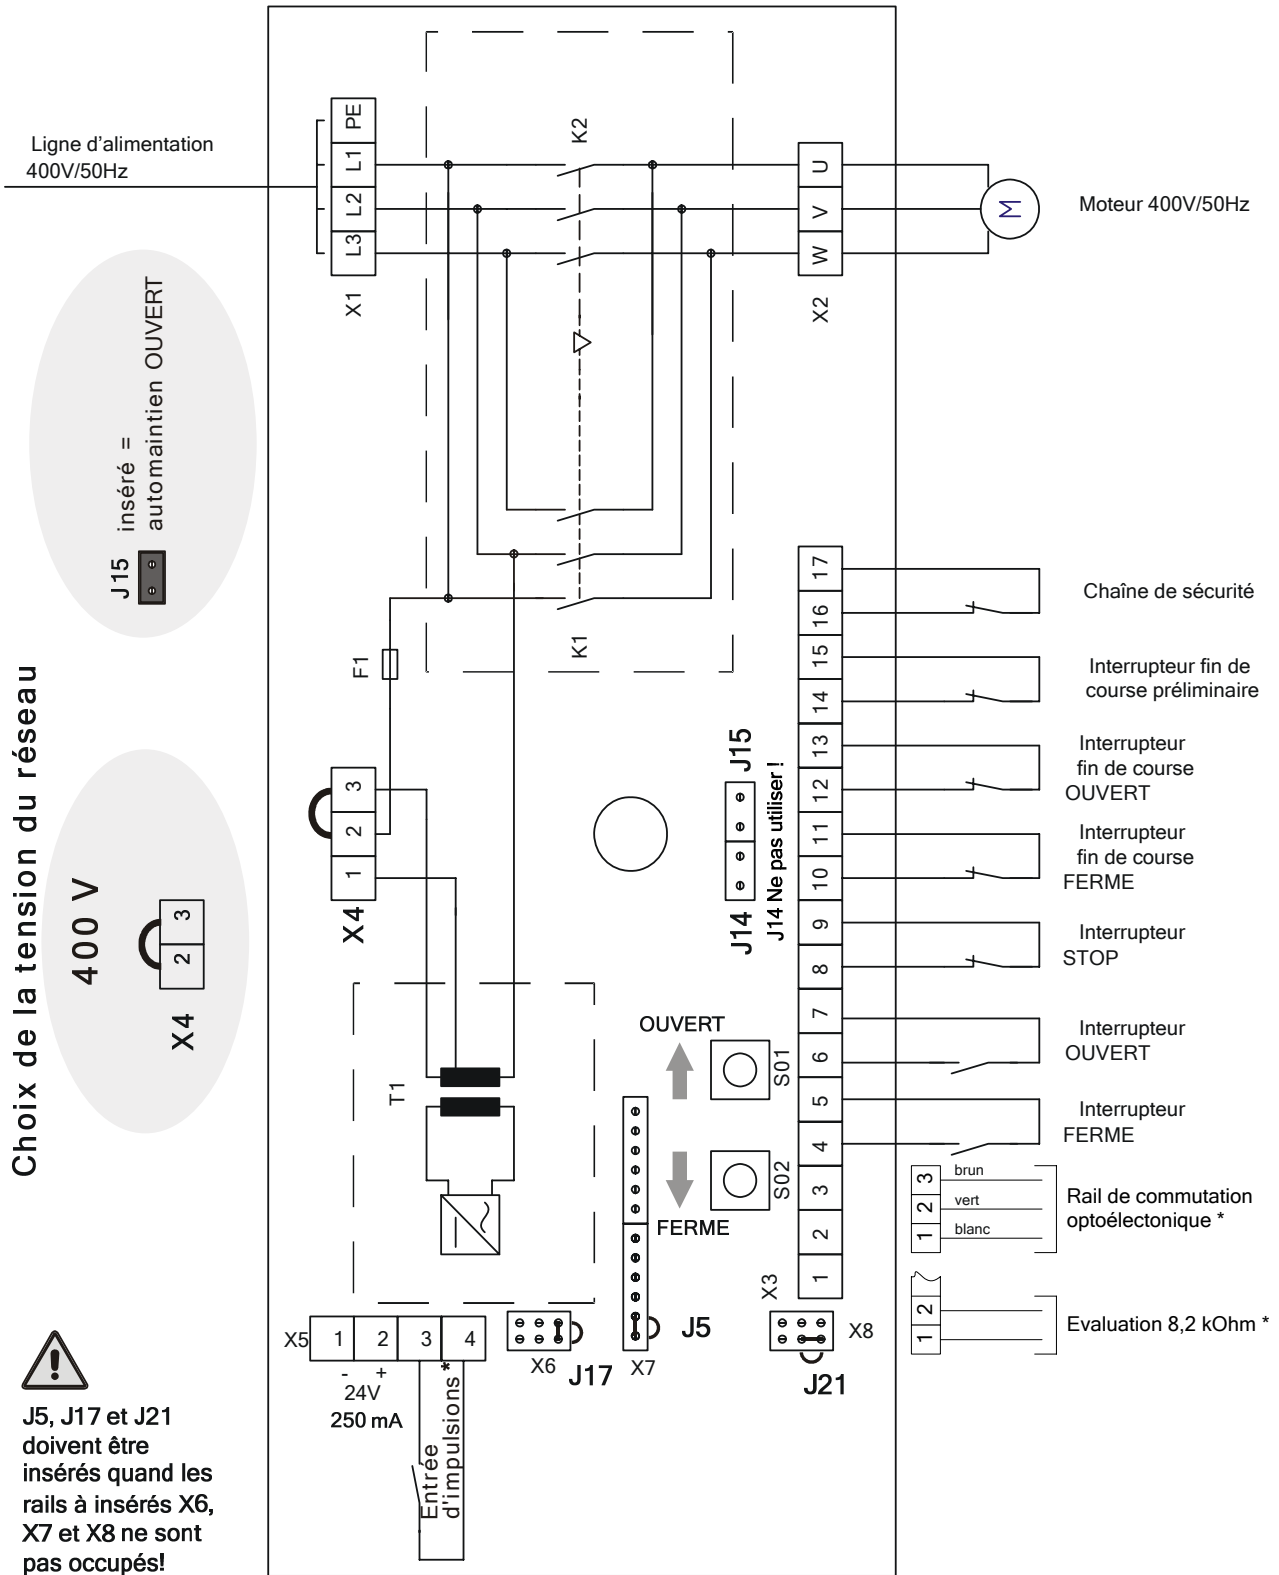 Ligne d'alimentation
400V/50Hz
PE
L1
L2
L3
X1
K2
U
V
W
X2
M
Moteur 400V/50Hz
J15
inséré =
automaintien OUVERT
K1
F1
Choix de la tension du réseau
400 V
2
3
X4
3
2
1
X4
J15
J14
J14 Ne pas utiliser !
17
16
15
14
13
12
11
10
9
8
7
6
5
4
3
2
1
X3
Chaîne de sécurité
Interrupteur fin de
course préliminaire
Interrupteur
fin de course
OUVERT
Interrupteur
fin de course
FERME
Interrupteur
STOP
Interrupteur
OUVERT
Interrupteur
FERME
3
2
1
brun
vert
blanc
Rail de commutation
optoélectonique *
2
1
Evaluation 8,2 kOhm *
T1
OUVERT
S01
S02
FERME
X5
1
2
3
4
- +
24V
250 mA
Entrée
d'impulsions *
X6
J17
X7
J5
X8
J21
J5, J17 et J21
doivent être
insérés quand les
rails à insérés X6,
X7 et X8 ne sont
pas occupés!